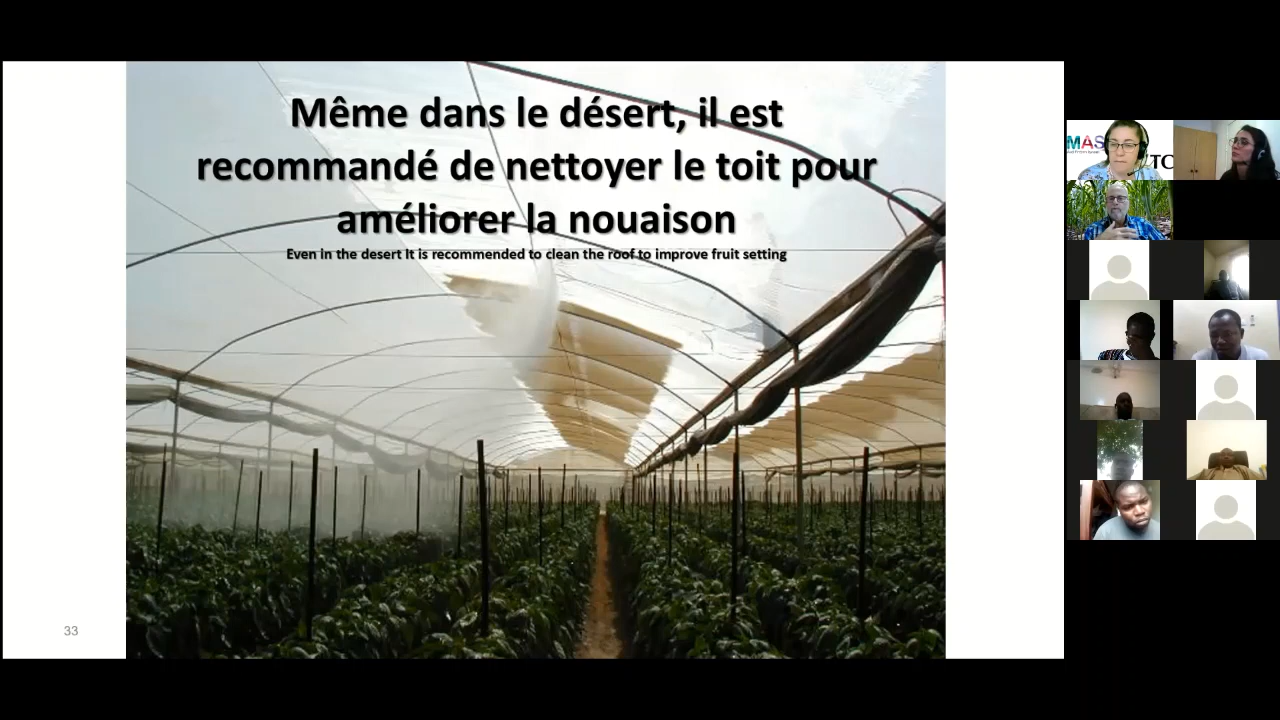 Même dans le désert, il est
recommandé de nettoyer le toit pour
améliorer la nouaison
Even in the desert It is recommended to clean the roof to improve fruit setting
33
MAS